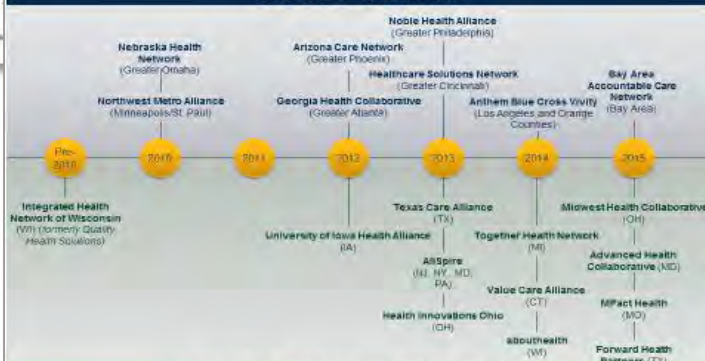 Noble Health Alliance
(Greater Philadelphia)
Nebraska Health
Network
(Greater Omaha)
Arizona Care Network
(Greater Phoenix)
Healthcare Solutions Network
(Greater Cincinnati)
Bay Area
Accountable Care
Network
(Bay Area)
Northwest Metro Alliance
(Minneapolis/St. Paul)
Georgia Health Collaborative
(Greater Atlanta)
Anthem Blue Cross Vivity
(Los Angeles and Orange
Counties)
Pre-
2010
2010
2011
2012
2013
2014
2015
Integrated Health
Network of Wisconsin
(WI) (formerly Quality
Health Solutions)
University of Iowa Health Alliance
(IA)
Texas Care Alliance
(TX)
AllSpire
(NJ, NY, MD,
PA)
Health Innovations Ohio
(OH)
Together Health Network
(MI)
Value Care Alliance
(CT)
abouthealth
(WI)
Midwest Health Collaborative
(OH)
Advanced Health
Collaborative (MD)
MPact Health
(MO)
Forward Health
Partners (TX)